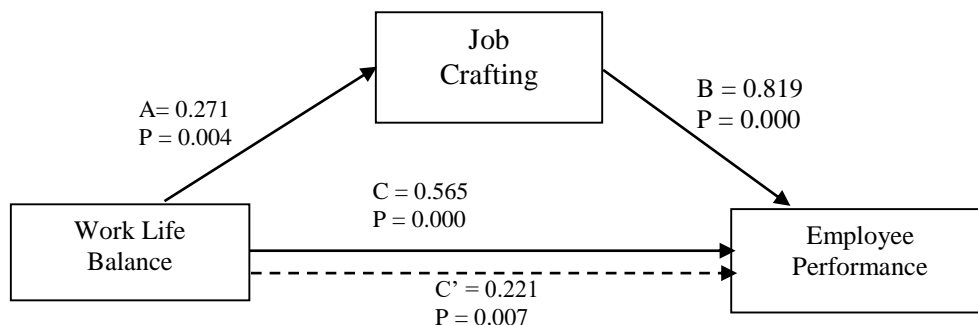 Job
Crafting
A= 0.271
P = 0.004
B = 0.819
P = 0.000
C = 0.565
P = 0.000
Work Life
Balance
Employee
Performance
C’ = 0.221
P = 0.007